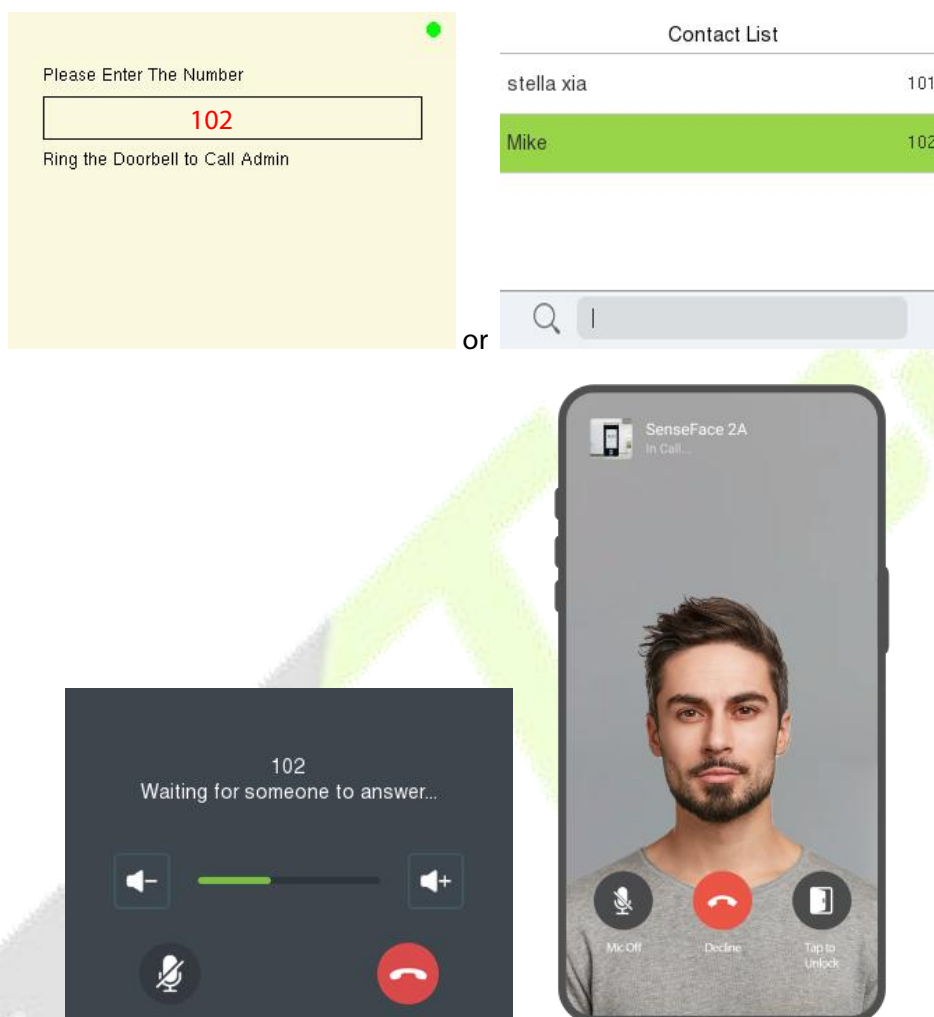 Please Enter The Number
102
Ring the Doorbell to Call Admin
or
Contact List
stella xia 101
Mike 102
SenseFace 2A
In Call...
102
Waiting for someone to answer...
Mic Off
Decline
Tap to
Unlock